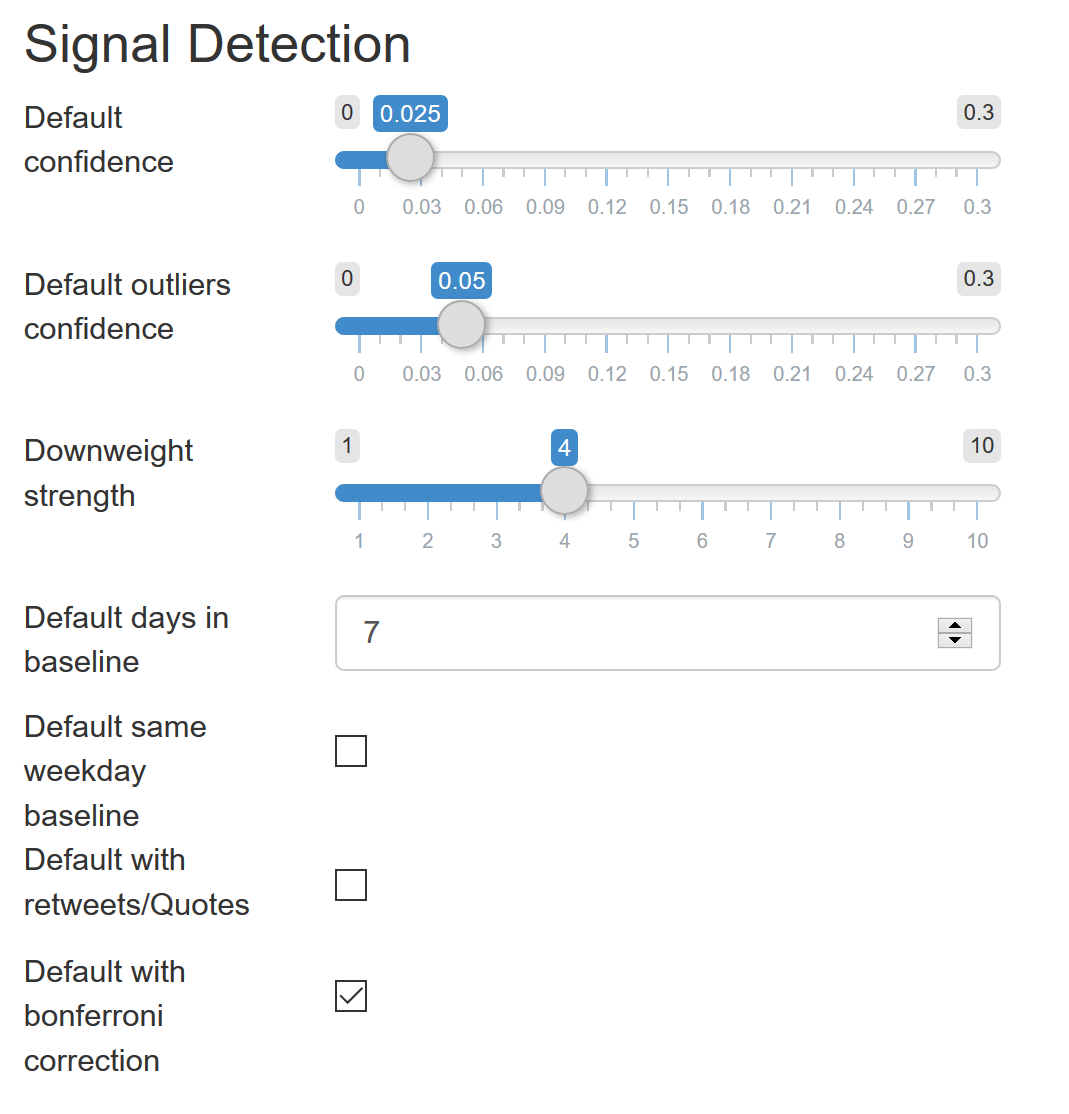 Signal Detection
Default
confidence
0 0.025 0.3
0 0.03 0.06 0.09 0.12 0.15 0.18 0.21 0.24 0.27 0.3
Default outliers
confidence
0 0.05 0.3
0 0.03 0.06 0.09 0.12 0.15 0.18 0.21 0.24 0.27 0.3
Downweight
strength
1 4 10
1 2 3 4 5 6 7 8 9 10
Default days in
baseline
7
Default same
weekday
baseline
Default with
retweets/Quotes
Default with
bonferroni
correction